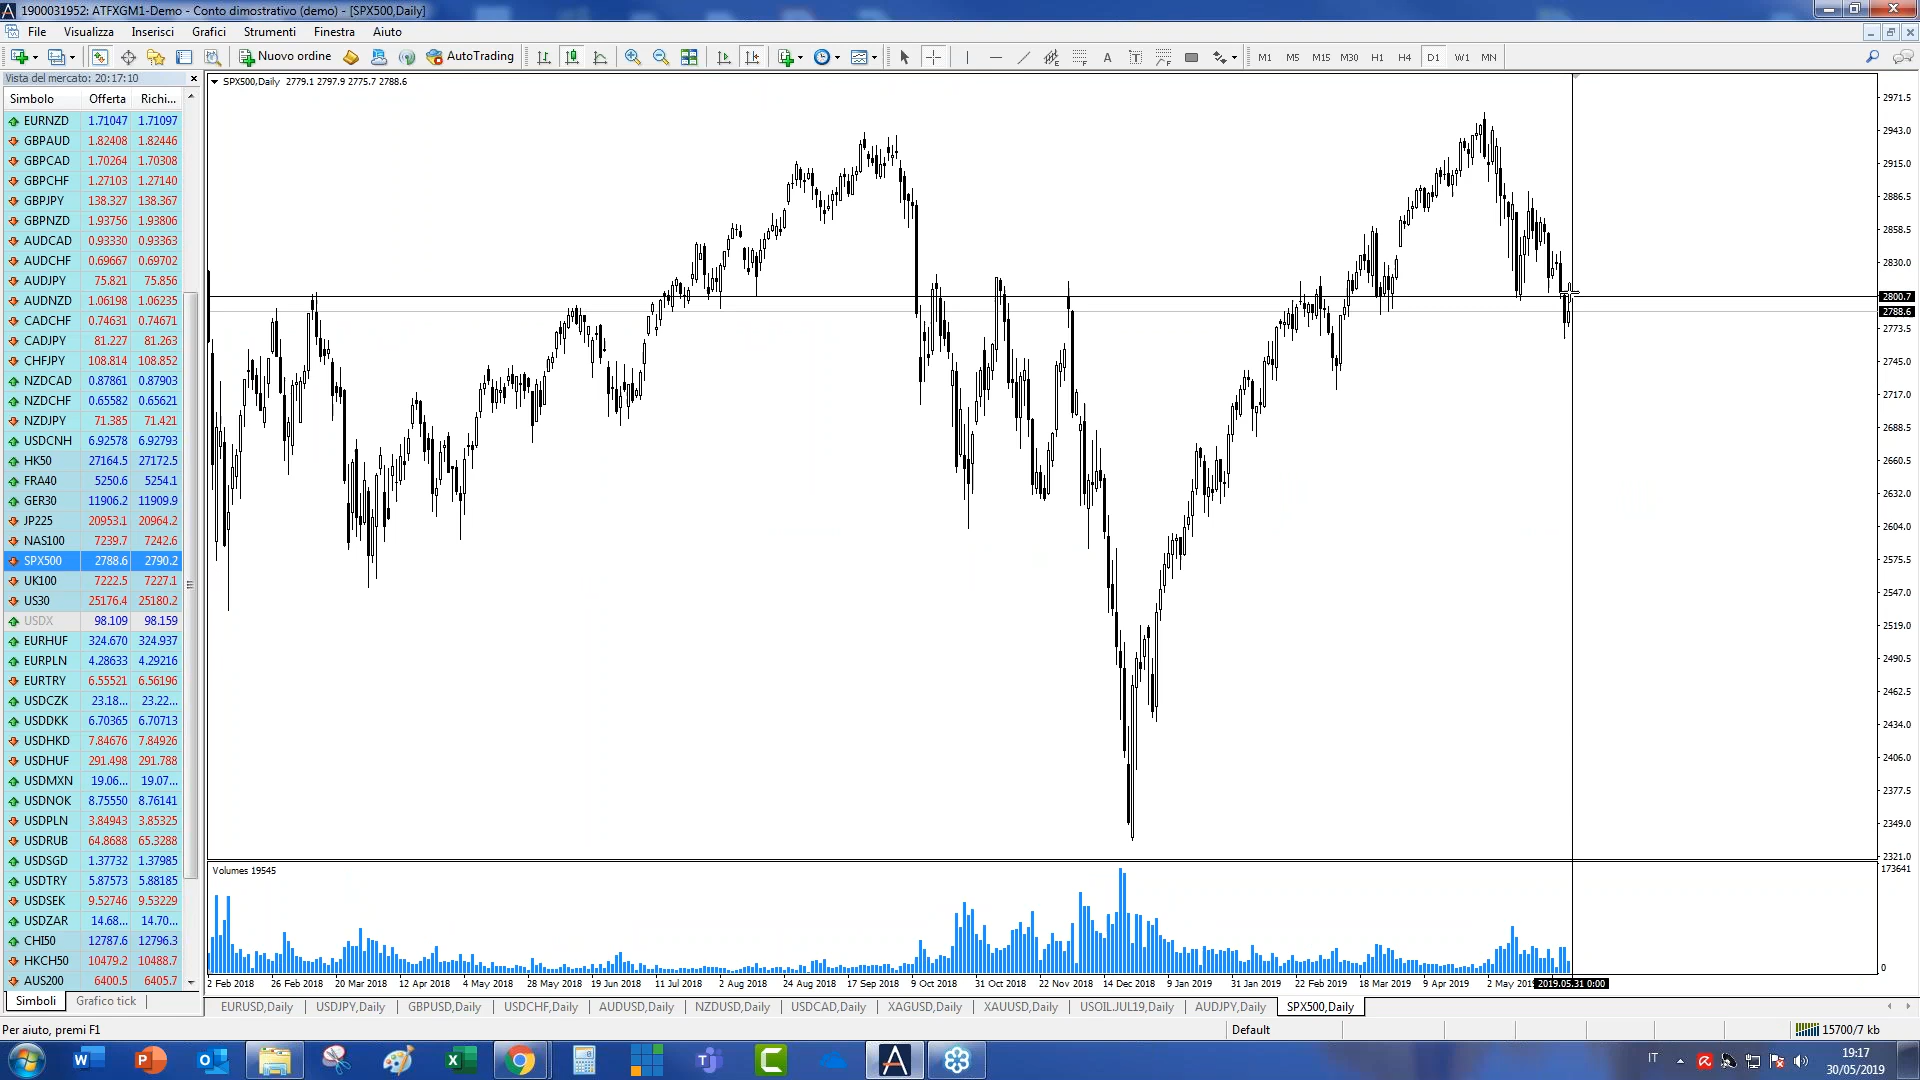 1900031952: ATFXGM1-Demo - Conto dimostrativo (demo) - [SPX500,Daily]
File Visualizza Inserisci Grafici Strumenti Finestra Aiuto
Nuovo ordine AutoTrading M1 M5 M15 M30 H1 H4 D1 W1 MN
Vista del mercato: 20:17:10
Simbolo Offerta Richi...
EURNZD 1.71047 1.71097
GBPAUD 1.82408 1.82446
GBPCAD 1.70264 1.70308
GBPCHF 1.27103 1.27140
GBPJPY 138.327 138.367
GBPNZD 1.93756 1.93806
AUDCAD 0.93330 0.93363
AUDCHF 0.69667 0.69702
AUDJPY 75.821 75.856
AUDNZD 1.06198 1.06235
CADCHF 0.74631 0.74671
CADJPY 81.227 81.263
CHFJPY 108.814 108.852
NZDCAD 0.87861 0.87903
NZDCHF 0.65582 0.65621
NZDJPY 71.385 71.421
USDCNH 6.92578 6.92793
HK50 27164.5 27172.5
FRA40 5250.6 5254.1
GER30 11906.2 11909.9
JP225 20953.1 20964.2
NAS100 7239.7 7242.6
SPX500 2788.6 2790.2
UK100 7222.5 7227.1
US30 25176.4 25180.2
USDX 98.109 98.159
EURHUF 324.670 324.937
EURPLN 4.28633 4.29216
EURTRY 6.55521 6.56196
USDCZK 23.18... 23.22...
USDDKK 6.70365 6.70713
USDHKD 7.84676 7.84926
USDHUF 291.498 291.788
USDMXN 19.06... 19.07...
USDNOK 8.75550 8.76141
USDPLN 3.84943 3.85325
USDRUB 64.8688 65.3288
USDSGD 1.37732 1.37985
USDTRY 5.87573 5.88185
USDSEK 9.52746 9.53229
USDZAR 14.68... 14.70...
CHI50 12787.6 12796.3
HKCH50 10479.2 10488.7
AUS200 6400.5 6405.7
Simboli Grafico tick
SPX500,Daily 2779.1 2797.9 2775.7 2788.6
2971.5
2943.0
2915.0
2886.5
2858.5
2830.0
2800.7
2788.6
2773.5
2745.0
2717.0
2688.5
2660.5
2632.0
2604.0
2575.5
2547.0
2519.0
2490.5
2462.5
2434.0
2406.0
2377.5
2349.0
2321.0
Volumes 19545
173641
0
2 Feb 2018 26 Feb 2018 20 Mar 2018 12 Apr 2018 4 May 2018 28 May 2018 19 Jun 2018 11 Jul 2018 2 Aug 2018 24 Aug 2018 17 Sep 2018 9 Oct 2018 31 Oct 2018 22 Nov 2018 14 Dec 2018 9 Jan 2019 31 Jan 2019 22 Feb 2019 18 Mar 2019 9 Apr 2019 2 May 2019.05.31 0:00
EURUSD,Daily USDJPY,Daily GBPUSD,Daily USDCHF,Daily AUDUSD,Daily NZDUSD,Daily USDCAD,Daily XAGUSD,Daily XAUUSD,Daily USOIL.JUL19,Daily AUDJPY,Daily SPX500,Daily
Per aiuto, premi F1 Default 15700/7 kb
IT 19:17
30/05/2019